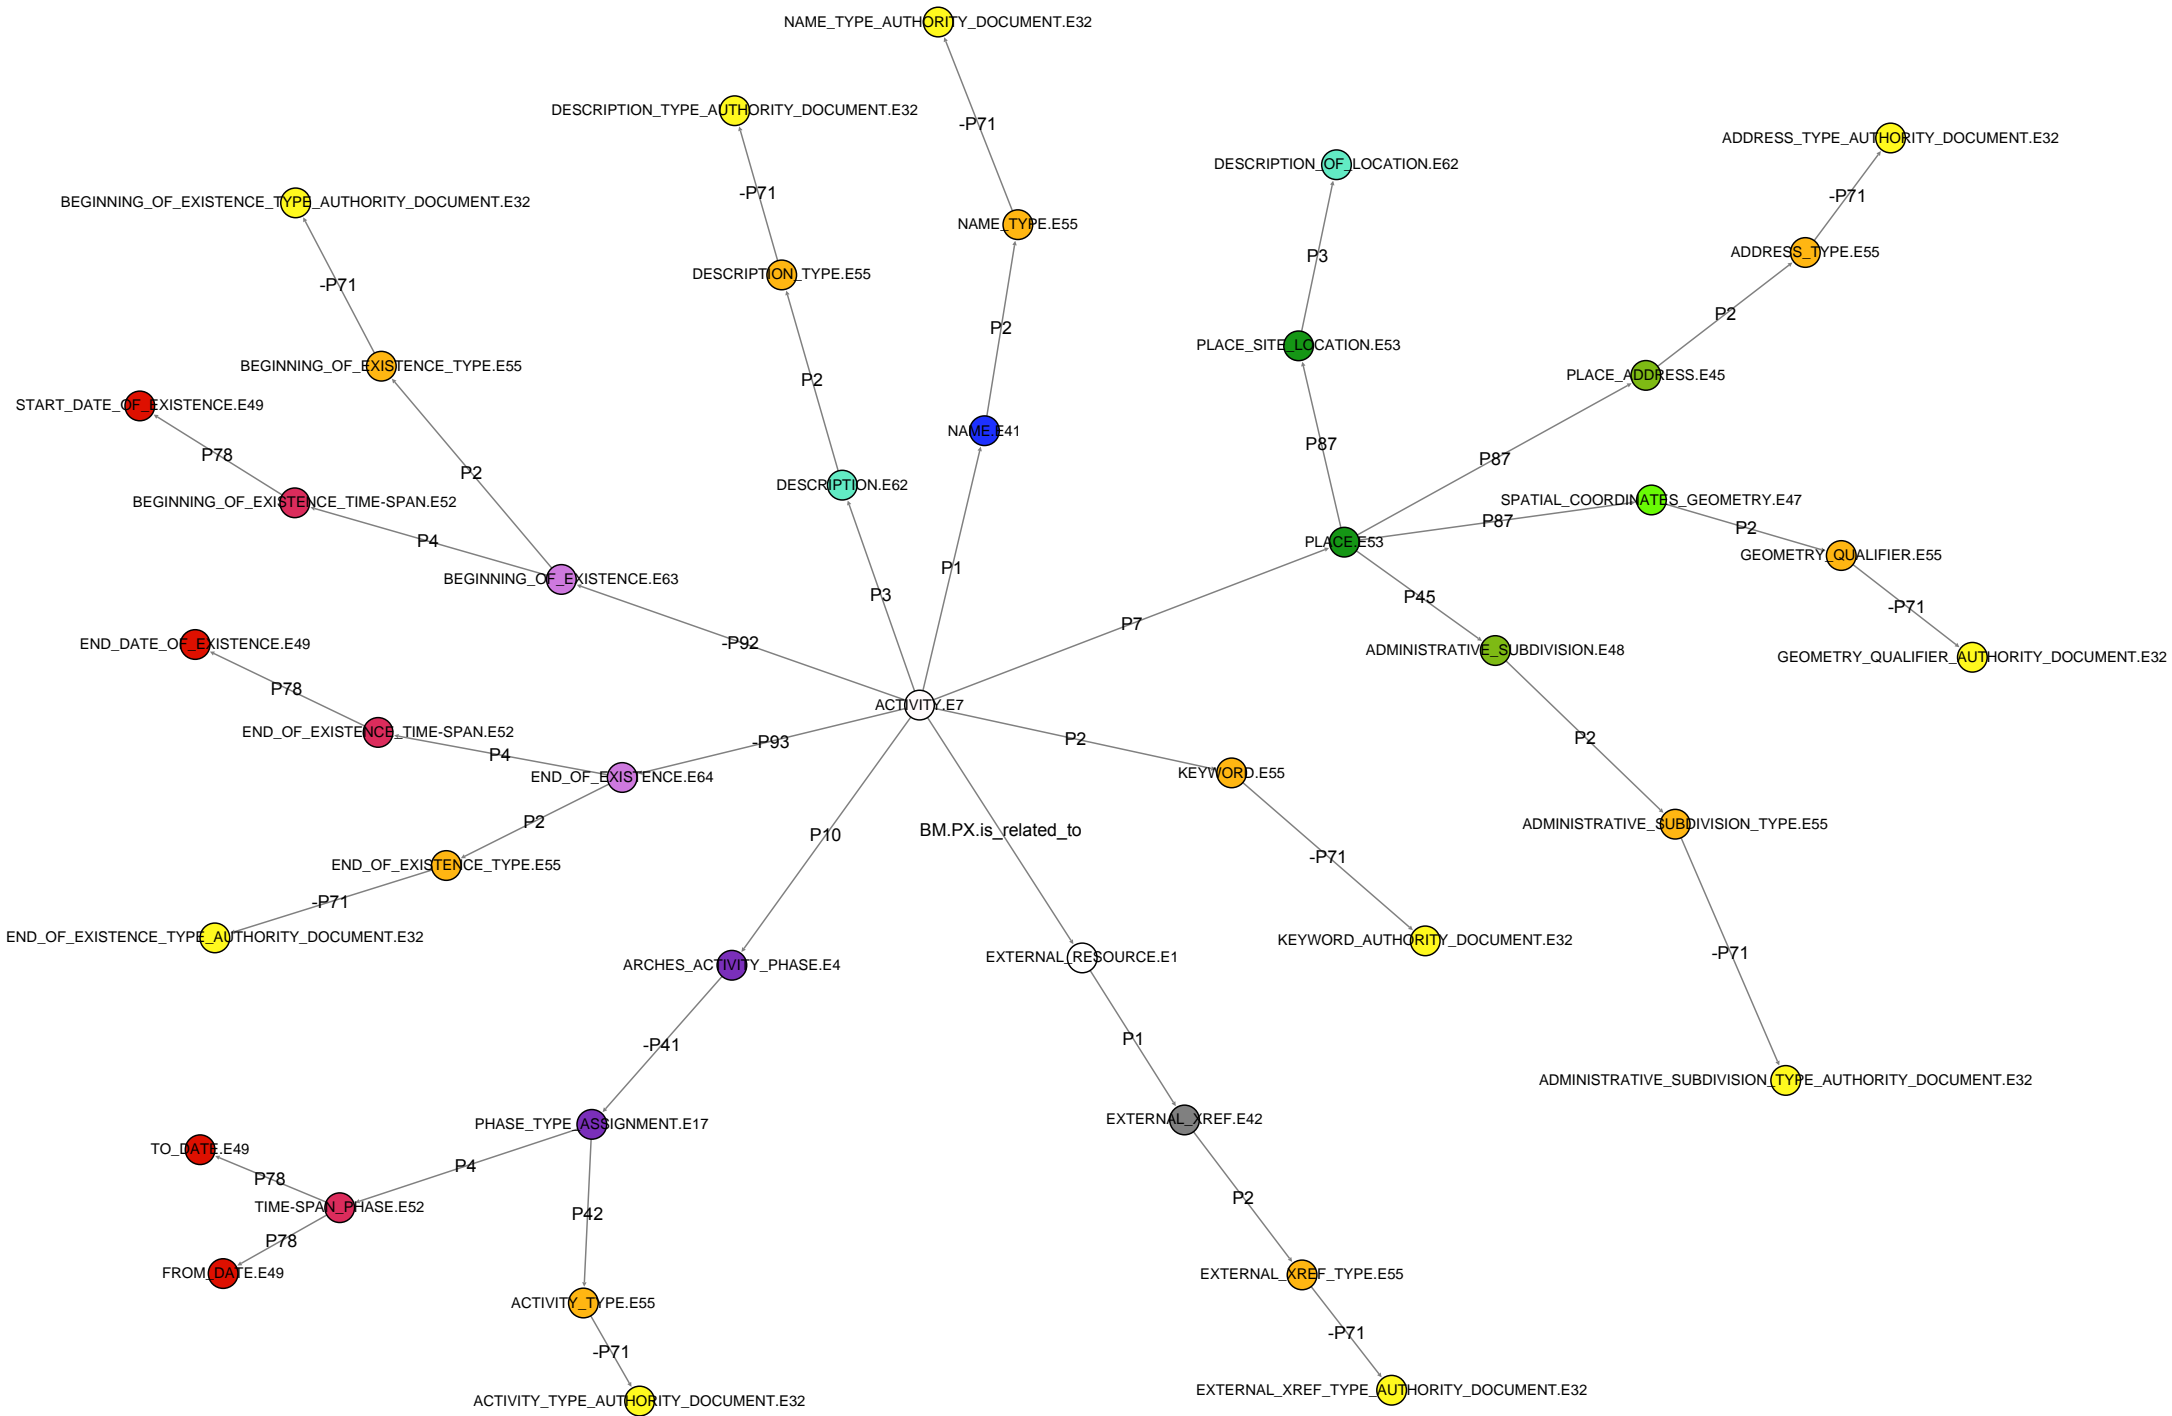 NAME_TYPE_AUTHORITY_DOCUMENT.E32
DESCRIPTION_TYPE_AUTHORITY_DOCUMENT.E32
-P71
ADDRESS_TYPE_AUTHORITY_DOCUMENT.E32
DESCRIPTION_OF_LOCATION.E62
-P71
-P71
BEGINNING_OF_EXISTENCE_TYPE_AUTHORITY_DOCUMENT.E32
NAME_TYPE.E55
ADDRESS_TYPE.E55
P3
DESCRIPTION_TYPE.E55
-P71
P2
P2
PLACE_SITE_LOCATION.E53
BEGINNING_OF_EXISTENCE_TYPE.E55
PLACE_ADDRESS.E45
P2
START_DATE_OF_EXISTENCE.E49
NAME.E41
P87
P78
P87
P2
DESCRIPTION.E62
SPATIAL_COORDINATES_GEOMETRY.E47
BEGINNING_OF_EXISTENCE_TIME-SPAN.E52
P87
P2
P4
PLACE.E53
GEOMETRY_QUALIFIER.E55
P1
BEGINNING_OF_EXISTENCE.E63
P3
P45
-P71
P7
-P92
END_DATE_OF_EXISTENCE.E49
ADMINISTRATIVE_SUBDIVISION.E48
GEOMETRY_QUALIFIER_AUTHORITY_DOCUMENT.E32
P78
ACTIVITY.E7
END_OF_EXISTENCE_TIME-SPAN.E52
-P93
P2
P2
P4
END_OF_EXISTENCE.E64
KEYWORD.E55
P2
P10
BM.PX.is_related_to
ADMINISTRATIVE_SUBDIVISION_TYPE.E55
-P71
END_OF_EXISTENCE_TYPE.E55
-P71
END_OF_EXISTENCE_TYPE_AUTHORITY_DOCUMENT.E32
KEYWORD_AUTHORITY_DOCUMENT.E32
-P71
ARCHES_ACTIVITY_PHASE.E4
EXTERNAL_RESOURCE.E1
-P41
P1
ADMINISTRATIVE_SUBDIVISION_TYPE_AUTHORITY_DOCUMENT.E32
PHASE_TYPE_ASSIGNMENT.E17
EXTERNAL_XREF.E42
TO_DATE.E49
P4
P78
P2
TIME-SPAN_PHASE.E52
P42
P78
FROM_DATE.E49
EXTERNAL_XREF_TYPE.E55
ACTIVITY_TYPE.E55
-P71
-P71
EXTERNAL_XREF_TYPE_AUTHORITY_DOCUMENT.E32
ACTIVITY_TYPE_AUTHORITY_DOCUMENT.E32